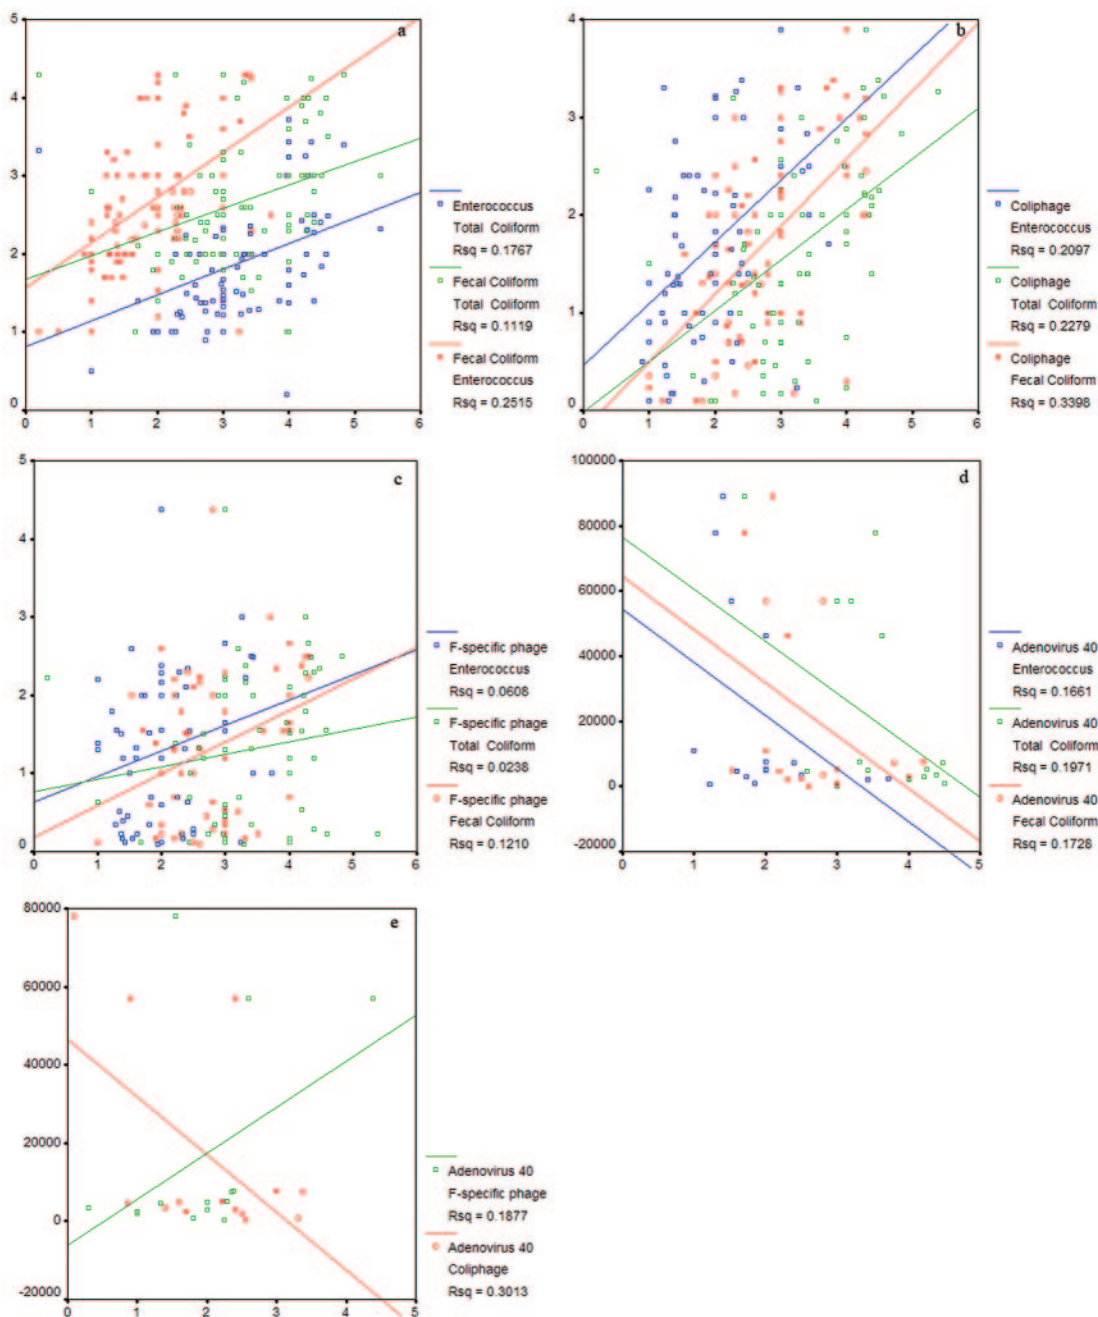 a
5
4
3
2
1
0
0 1 2 3 4 5 6
Enterococcus
Total Coliform
Rsq = 0.1767
Fecal Coliform
Total Coliform
Rsq = 0.1119
Fecal Coliform
Enterococcus
Rsq = 0.2515
b
4
3
2
1
0
0 1 2 3 4 5 6
Coliphage
Enterococcus
Rsq = 0.2097
Coliphage
Total Coliform
Rsq = 0.2279
Coliphage
Fecal Coliform
Rsq = 0.3398
c
5
4
3
2
1
0
0 1 2 3 4 5 6
F-specific phage
Enterococcus
Rsq = 0.0608
F-specific phage
Total Coliform
Rsq = 0.0238
F-specific phage
Fecal Coliform
Rsq = 0.1210
d
100000
80000
60000
40000
20000
0
-20000
0 1 2 3 4 5
Adenovirus 40
Enterococcus
Rsq = 0.1661
Adenovirus 40
Total Coliform
Rsq = 0.1971
Adenovirus 40
Fecal Coliform
Rsq = 0.1728
e
80000
60000
40000
20000
0
-20000
0 1 2 3 4 5
Adenovirus 40
F-specific phage
Rsq = 0.1877
Adenovirus 40
Coliphage
Rsq = 0.3013